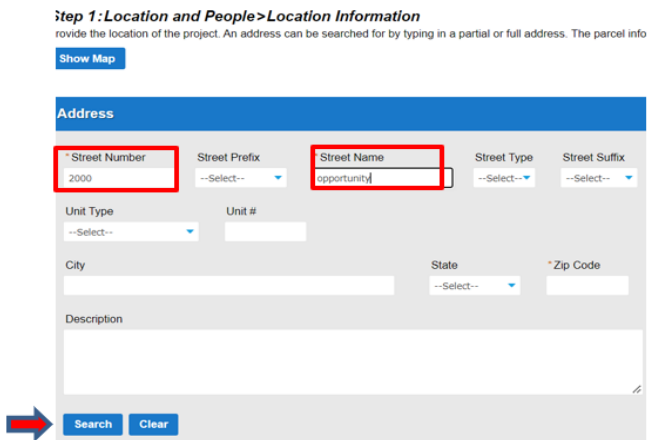 Step 1:Location and People>Location Information
rovide the location of the project. An address can be searched for by typing in a partial or full address. The parcel info
Show Map
Address
*Street Number Street Prefix *Street Name Street Type Street Suffix
2000 --Select-- opportunity --Select-- --Select--
Unit Type Unit #
--Select--
City State *Zip Code
--Select--
Description
Search Clear